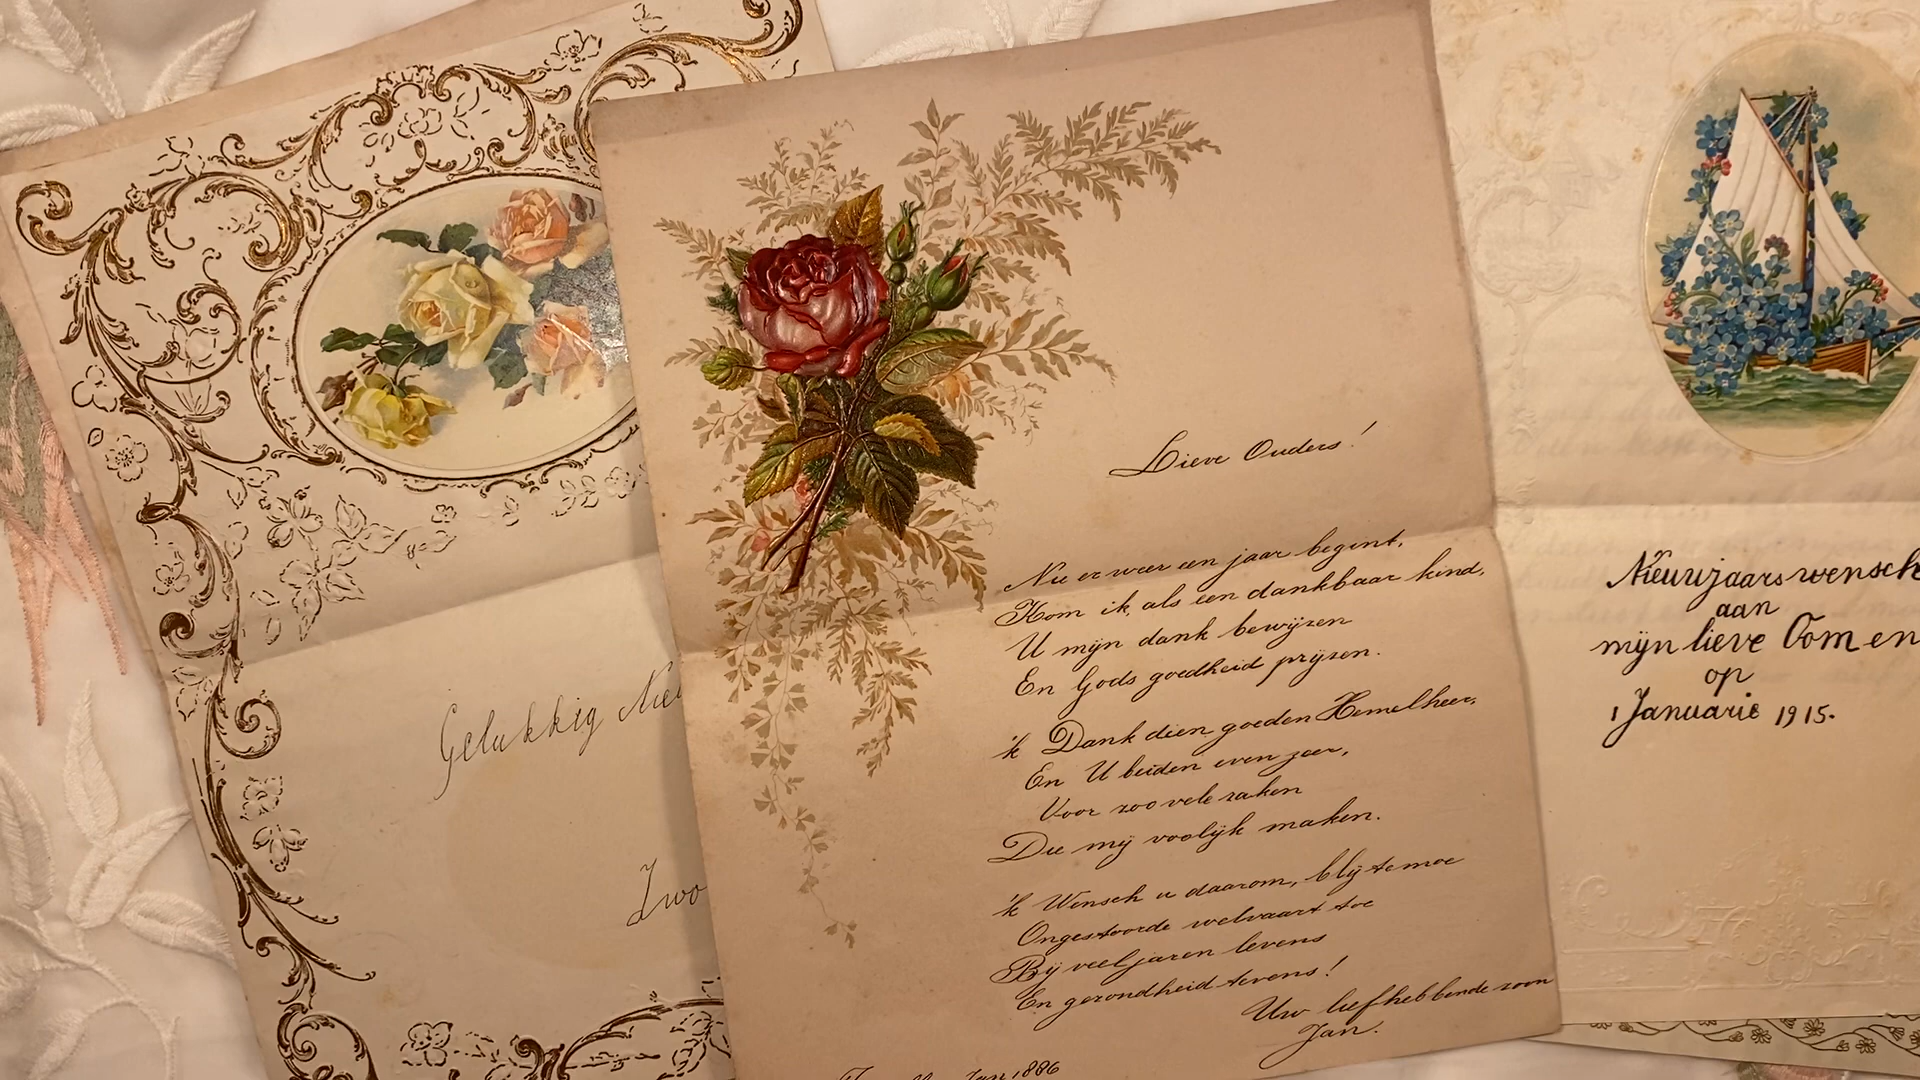 Gelukkig
Lieve Ouders!
Nu er weer een jaar begint,
Kom ik, als een dankbaar kind,
U mijn dank bewijzen
En Gods goedheid prijzen.
'k Dank dien goeden Hemelheer,
En U beiden even zeer,
Voor zoo vele zaken
Die mij vroolijk maken.
'k Wensch u daarom, blij te moe
Ongestoorde welvaart toe
Bij veel jaren levens
En gezondheid tevens!
Uw liefhebbende zoon
Jan.
Jan 1886
Nieuwjaarswensch
aan
mijn lieve Oom en
op
1 Januarie 1915.